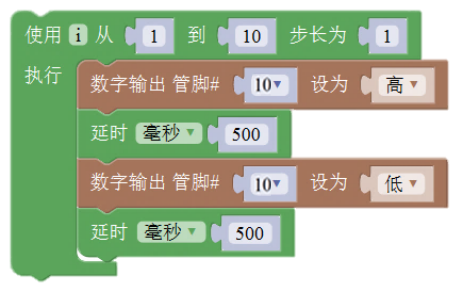 使用 i 从 1 到 10 步长为 1
执行
数字输出 管脚# 10▾ 设为 高▾
延时 毫秒▾ 500
数字输出 管脚# 10▾ 设为 低▾
延时 毫秒▾ 500